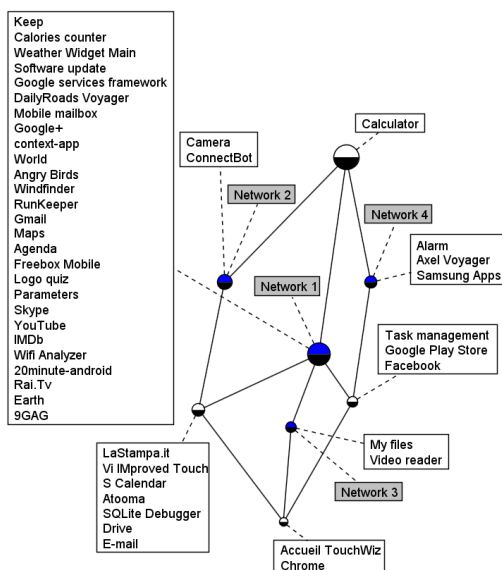 Keep
Calories counter
Weather Widget Main
Software update
Google services framework
DailyRoads Voyager
Mobile mailbox
Google+
context-app
World
Angry Birds
Windfinder
RunKeeper
Gmail
Maps
Agenda
Freebox Mobile
Logo quiz
Parameters
Skype
YouTube
IMDb
Wifi Analyzer
20minute-android
Rai.Tv
Earth
9GAG
Calculator
Camera
ConnectBot
Network 2
Network 4
Alarm
Axel Voyager
Samsung Apps
Network 1
Task management
Google Play Store
Facebook
My files
Video reader
Network 3
LaStampa.it
Vi IMproved Touch
S Calendar
Atooma
SQLite Debugger
Drive
E-mail
Accueil TouchWiz
Chrome